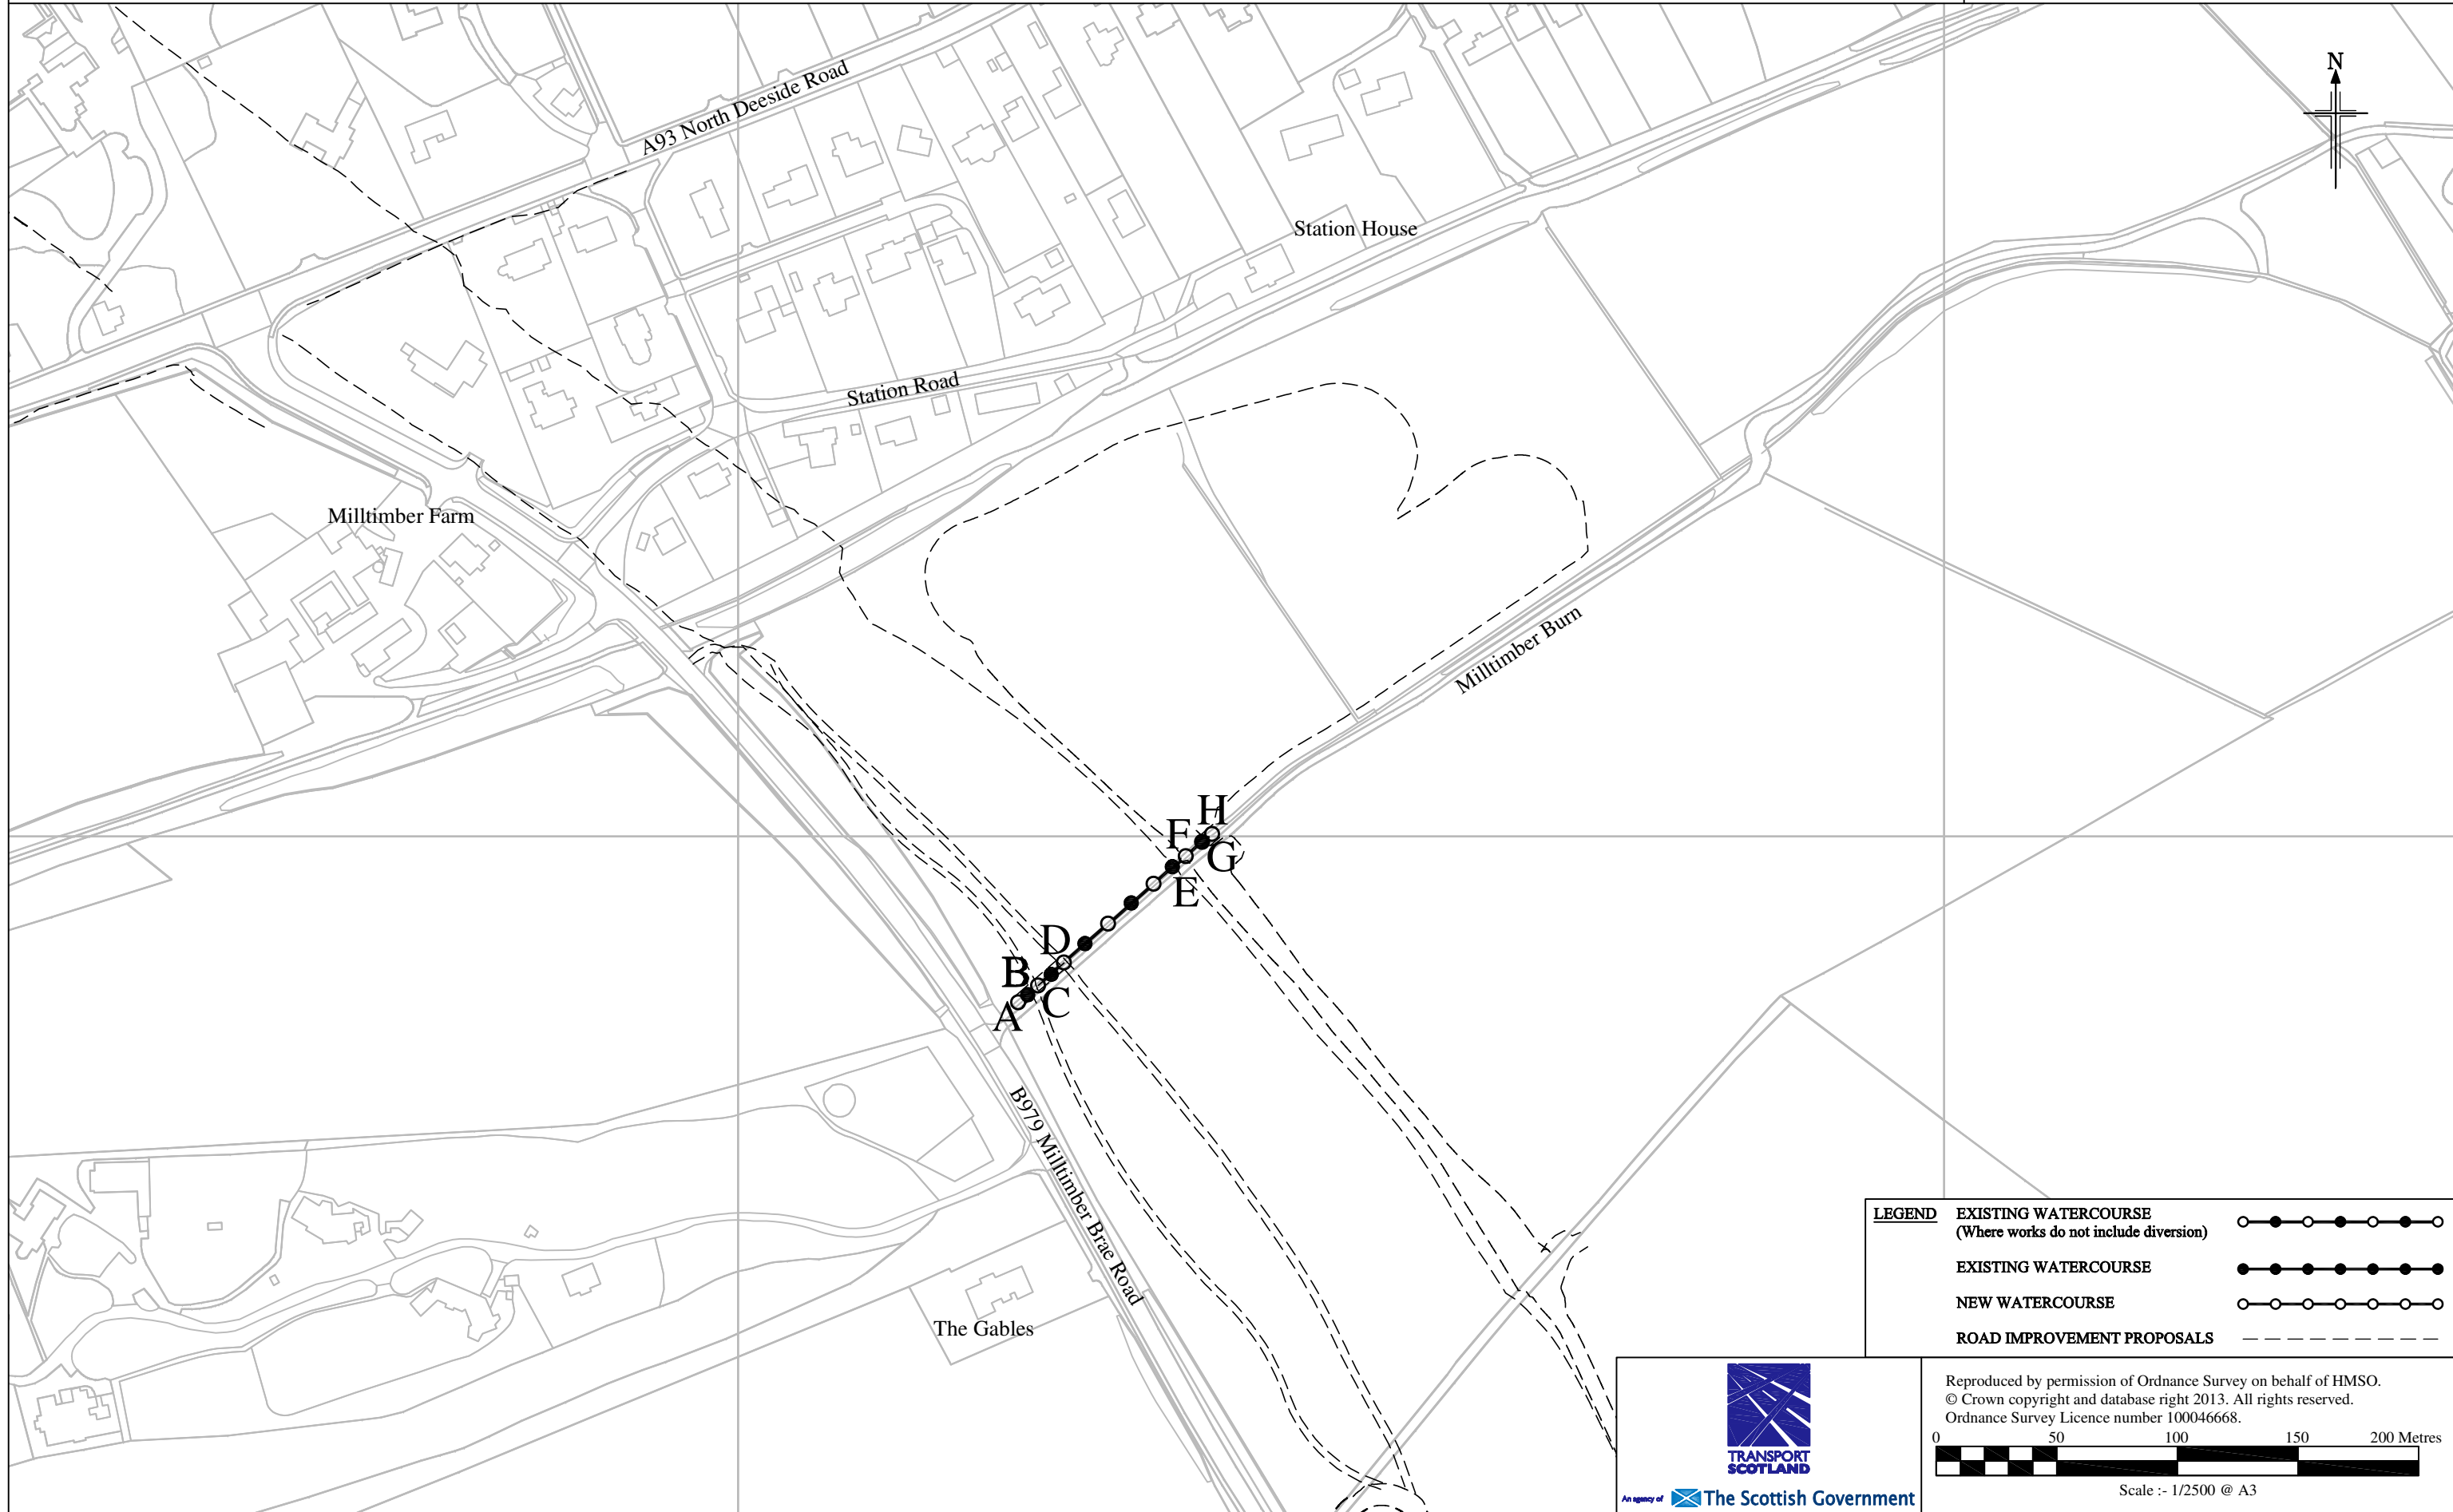 N
A93 North Deeside Road
Station House
Station Road
Milltimber Farm
Milltimber Burn
H
F
G
E
D
B
C
A
B979 Milltimber Brae Road
The Gables
LEGEND
EXISTING WATERCOURSE
(Where works do not include diversion)
EXISTING WATERCOURSE
NEW WATERCOURSE
ROAD IMPROVEMENT PROPOSALS
TRANSPORT
SCOTLAND
An agency of The Scottish Government
Reproduced by permission of Ordnance Survey on behalf of HMSO.
© Crown copyright and database right 2013. All rights reserved.
Ordnance Survey Licence number 100046668.
0 50 100 150 200 Metres
Scale :- 1/2500 @ A3